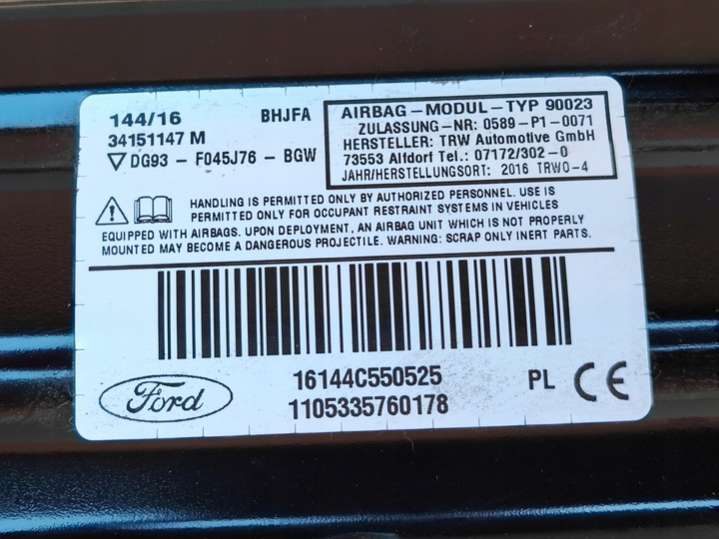 144/16 BHJFA
34151147 M
DG93 - F045J76 - BGW
AIRBAG-MODUL-TYP 90023
ZULASSUNG-NR: 0589-P1-0071
HERSTELLER: TRW Automotive GmbH
73553 Alfdorf Tel.: 07172/302-0
JAHR/HERSTELLUNGSORT: 2016 TRWO-4
HANDLING IS PERMITTED ONLY BY AUTHORIZED PERSONNEL. USE IS
PERMITTED ONLY FOR OCCUPANT RESTRAINT SYSTEMS IN VEHICLES
EQUIPPED WITH AIRBAGS. UPON DEPLOYMENT, AN AIRBAG UNIT WHICH IS NOT PROPERLY
MOUNTED MAY BECOME A DANGEROUS PROJECTILE. WARNING: SCRAP ONLY INERT PARTS.
16144C550525
1105335760178
Ford
PL CE